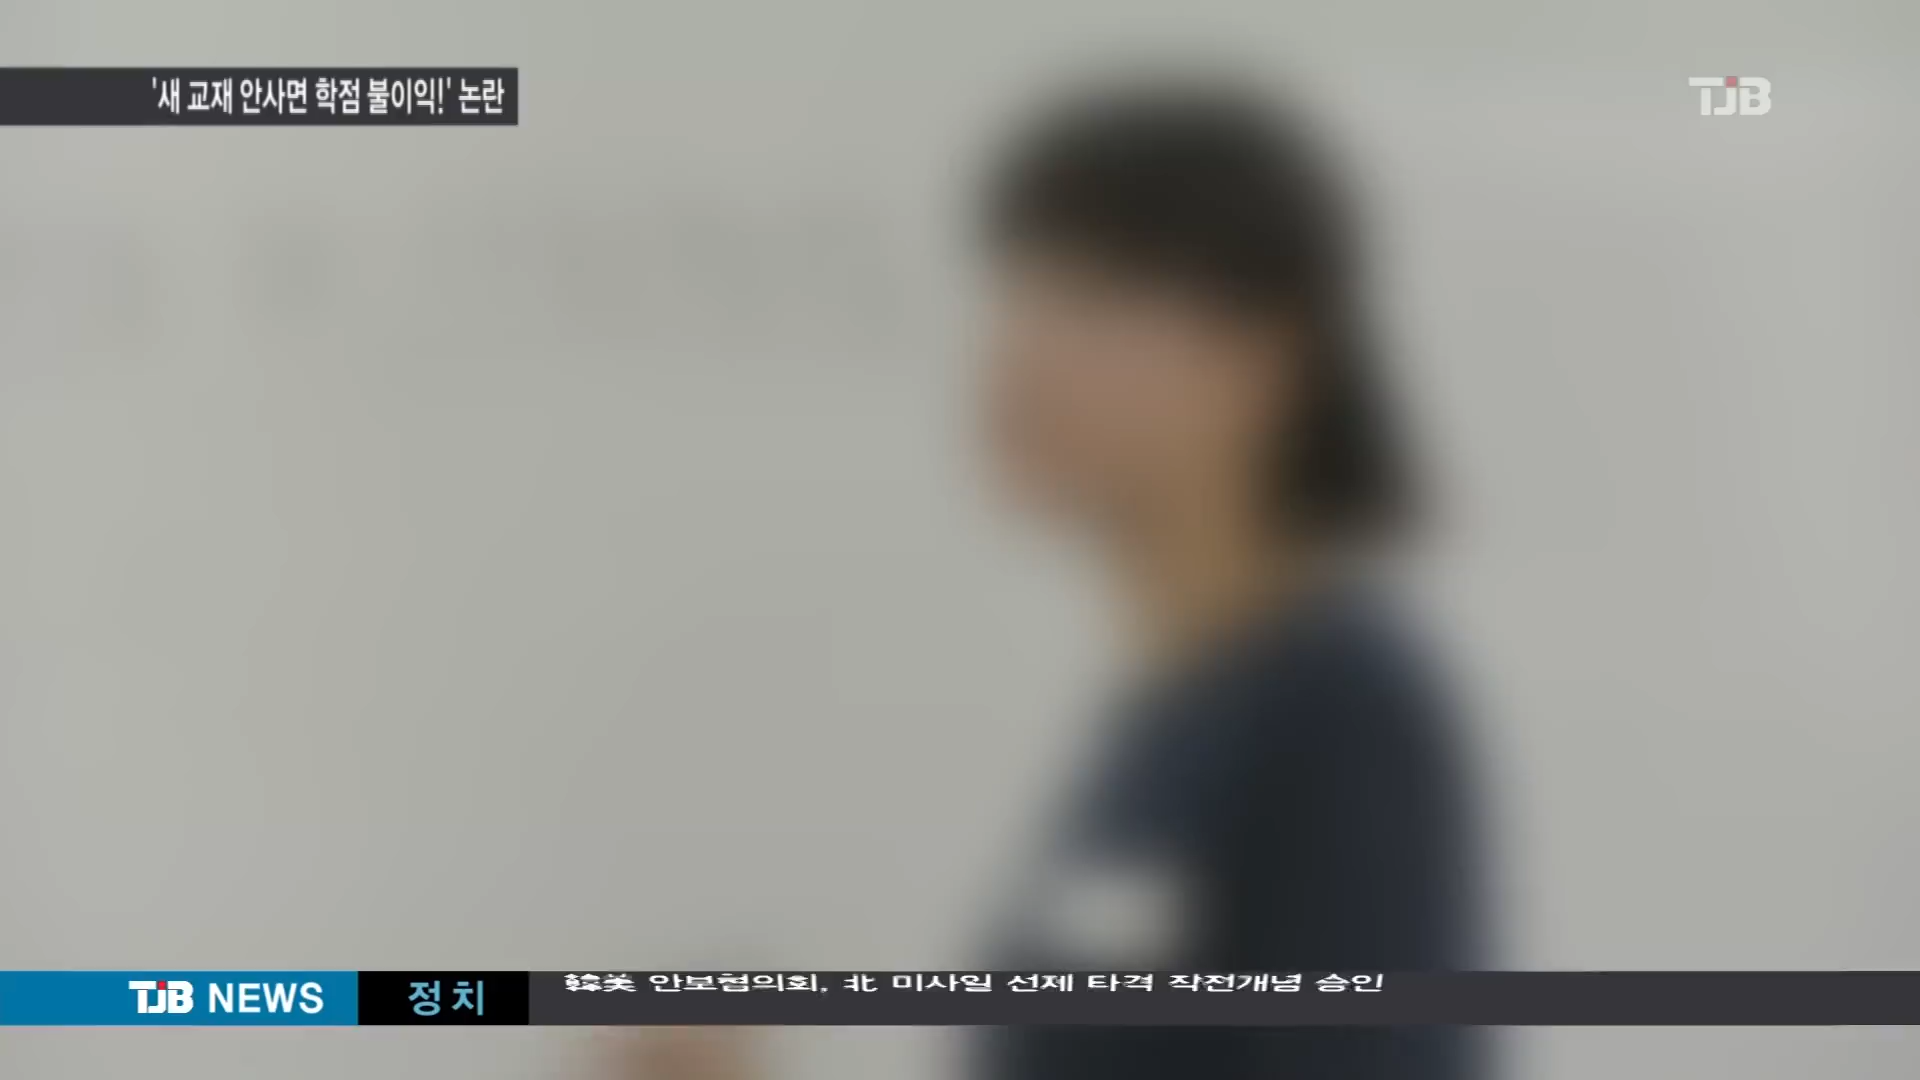 '새 교재 안사면 학점 불이익!' 논란
TJB
TJB NEWS
정치
韓美 안보협의회, 北 미사일 선제 타격 작전개념 승인